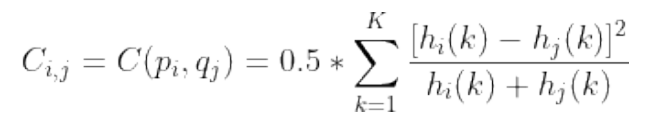 $C_{i,j} = C(p_i, q_j) = 0.5 * \sum_{k=1}^{K} \frac{[h_i(k) - h_j(k)]^2}{h_i(k) + h_j(k)}$